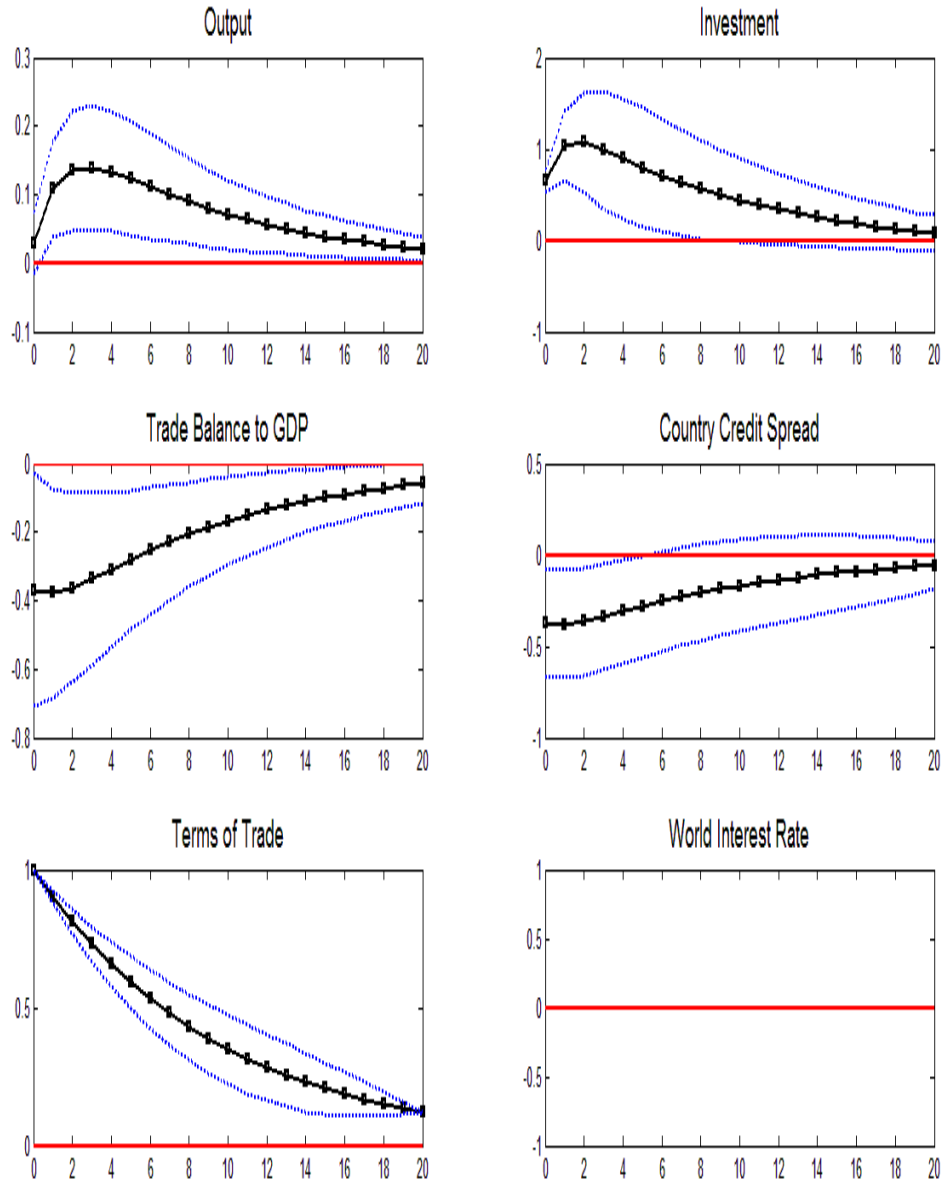 Output
0.3
0.2
0.1
0
-0.1
0 2 4 6 8 10 12 14 16 18 20
Investment
2
1
0
-1
0 2 4 6 8 10 12 14 16 18 20
Trade Balance to GDP
0
-0.2
-0.4
-0.6
-0.8
0 2 4 6 8 10 12 14 16 18 20
Country Credit Spread
0.5
0
-0.5
-1
0 2 4 6 8 10 12 14 16 18 20
Terms of Trade
1
0.5
0
0 2 4 6 8 10 12 14 16 18 20
World Interest Rate
1
0.5
0
-0.5
-1
0 2 4 6 8 10 12 14 16 18 20